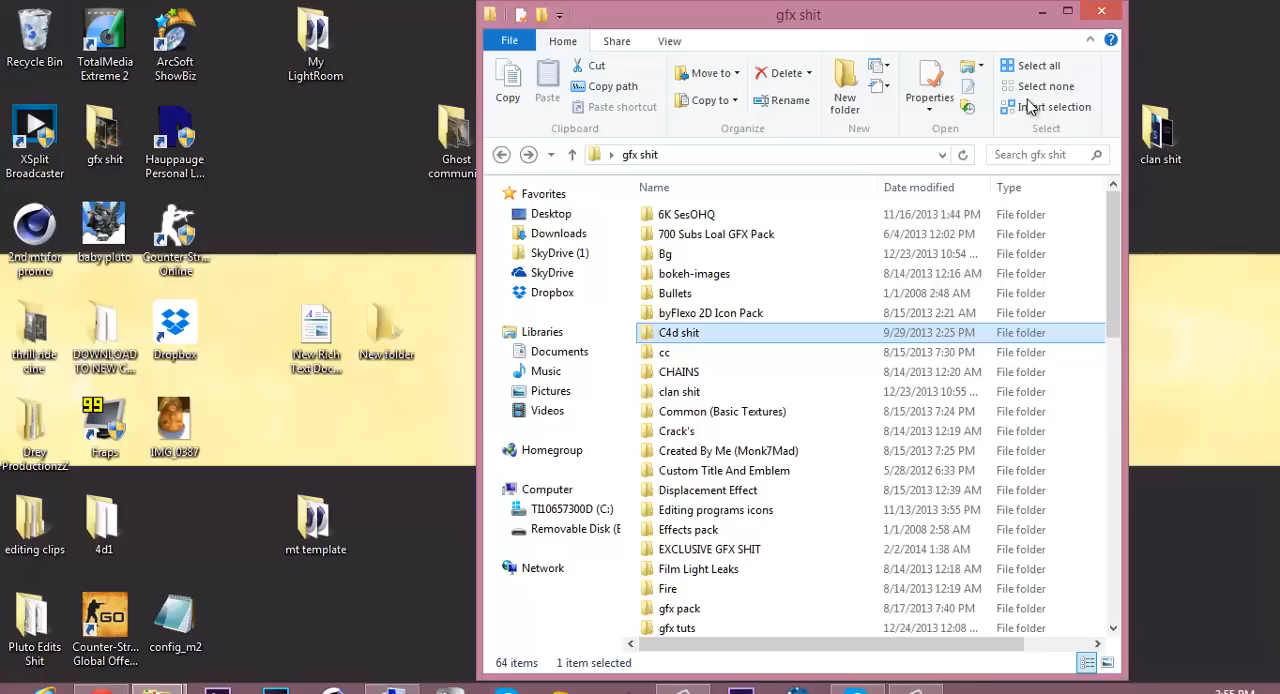 gfx shit
File
Home
Share
View
Copy
Paste
Cut
Copy path
Paste shortcut
Clipboard
Move to
Copy to
Delete
Rename
Organize
New
folder
New
Properties
Open
Select all
Select none
selection
Select
gfx shit
Search gfx shit
Favorites
Desktop
Downloads
SkyDrive (1)
SkyDrive
Dropbox
Libraries
Documents
Music
Pictures
Videos
Homegroup
Computer
TI10657300D (C:)
Removable Disk (E
Network
Name Date modified Type
6K SesOHQ 11/16/2013 1:44 PM File folder
700 Subs Loal GFX Pack 6/4/2013 12:02 PM File folder
Bg 12/23/2013 10:54 ... File folder
bokeh-images 8/14/2013 12:16 AM File folder
Bullets 1/1/2008 2:48 AM File folder
byFlexo 2D Icon Pack 8/15/2013 2:21 AM File folder
C4d shit 9/29/2013 2:25 PM File folder
cc 8/15/2013 7:30 PM File folder
CHAINS 8/14/2013 12:20 AM File folder
clan shit 12/23/2013 10:55 ... File folder
Common (Basic Textures) 8/15/2013 7:24 PM File folder
Crack's 8/14/2013 12:19 AM File folder
Created By Me (Monk7Mad) 8/15/2013 7:25 PM File folder
Custom Title And Emblem 5/28/2012 6:33 PM File folder
Displacement Effect 8/15/2013 12:39 AM File folder
Editing programs icons 11/13/2013 3:55 PM File folder
Effects pack 1/1/2008 2:58 AM File folder
EXCLUSIVE GFX SHIT 2/2/2014 1:38 AM File folder
Film Light Leaks 8/14/2013 12:18 AM File folder
Fire 8/14/2013 12:19 AM File folder
gfx pack 8/17/2013 7:40 PM File folder
gfx tuts 12/24/2013 12:08 ... File folder
64 items 1 item selected
Recycle Bin
TotalMedia
Extreme 2
ArcSoft
ShowBiz
My
LightRoom
XSplit
Broadcaster
gfx shit
Hauppauge
Personal L...
Ghost
communi
clan shit
2nd mt for
promo
baby pluto
Counter-Str...
Online
thrill ride
cine
DOWNLOAD
TO NEW C...
Dropbox
New Rich
Text Doc...
New folder
Drey
ProductionzZ
99
Fraps
IMG_0387
editing clips
4d1
mt template
Pluto Edits
Shit
GO
Counter-Str...
Global Offe...
config_m2
2:55 PM